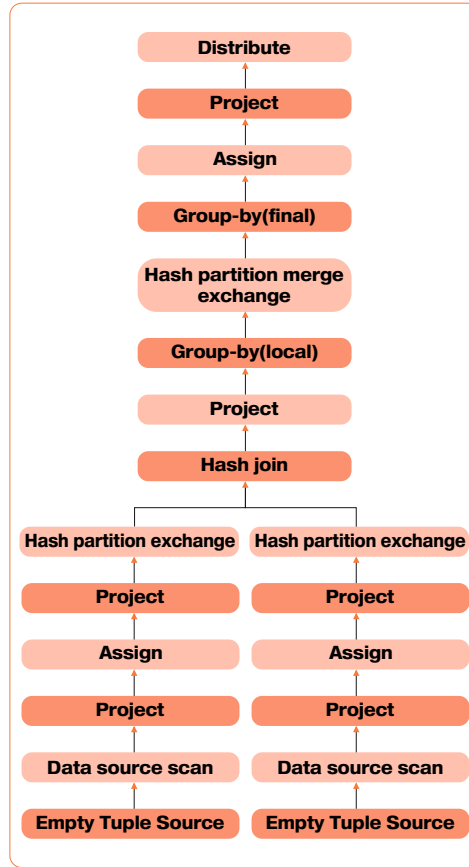 Distribute
Project
Assign
Group-by(final)
Hash partition merge
exchange
Group-by(local)
Project
Hash join
Hash partition exchange
Hash partition exchange
Project
Project
Assign
Assign
Project
Project
Data source scan
Data source scan
Empty Tuple Source
Empty Tuple Source